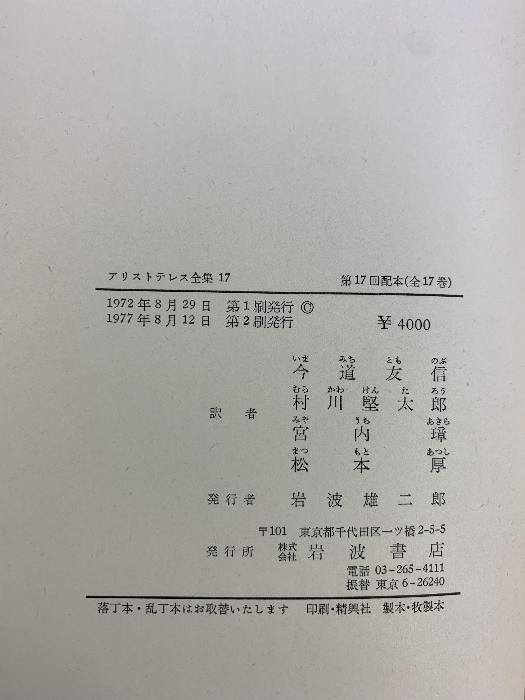 アリストテレス全集 17 第17回配本(全17巻)
1972年8月29日 第1刷発行 ©
1977年8月12日 第2刷発行 ¥4000
いま みち とも のぶ
今道友信
むら かわ けん た ろう
村川堅太郎
訳者
みや うち あきら
宮内璋
まつ もと あつし
松本厚
発行者 岩波雄二郎
〒101 東京都千代田区一ツ橋2-5-5
発行所 株式会社 岩波書店
電話 03-265-4111
振替 東京6-26240
落丁本・乱丁本はお取替いたします 印刷・精興社 製本・牧製本